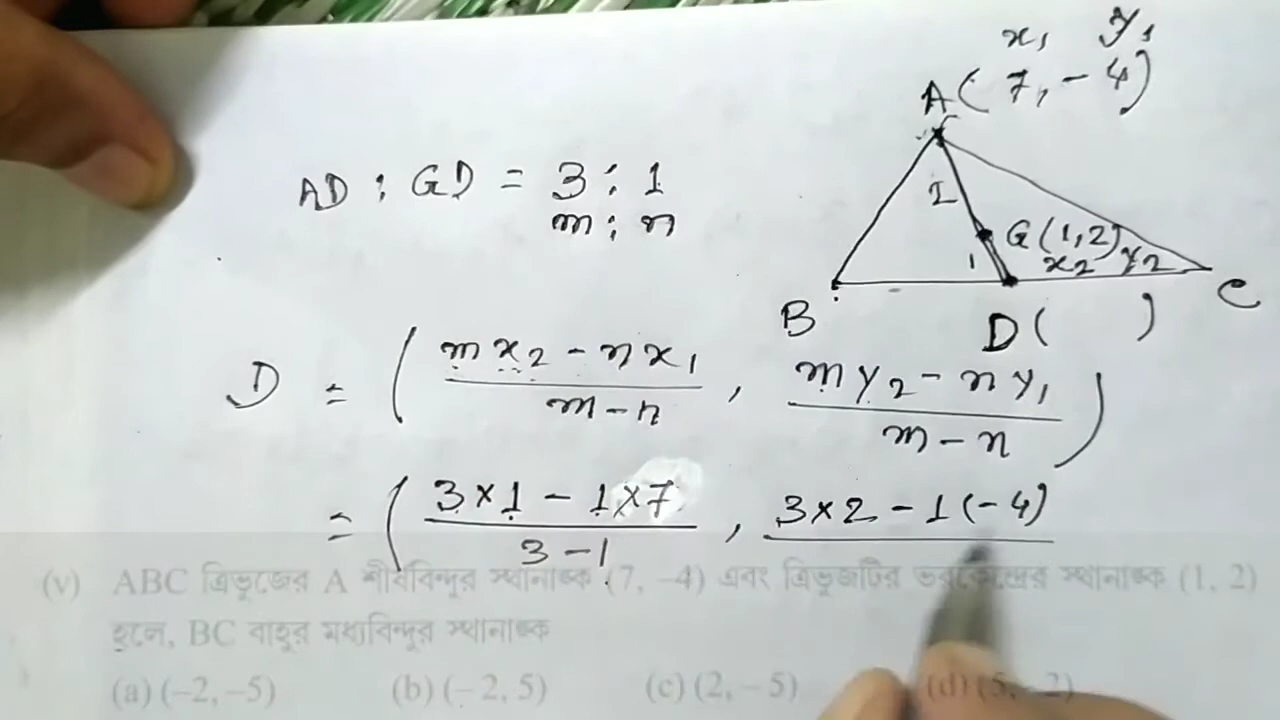 x₁ y₁
A(7, -4)
AD : GD = 3 : 1
m : n
2
G(1,2)
1 x₂ y₂
B D( ) C
D = (mx₂ - nx₁ / m - n , my₂ - ny₁ / m - n)
= (3×1 - 1×7 / 3 - 1 , 3×2 - 1(-4)
(v) ABC ত্রিভুজের A শীর্ষবিন্দুর স্থানাঙ্ক (7, –4) এবং ত্রিভুজটির ভরকেন্দ্রের স্থানাঙ্ক (1, 2)
হলে, BC বাহুর মধ্যবিন্দুর স্থানাঙ্ক
(a) (–2, –5) (b) (–2, 5) (c) (2, –5) (d) (5, –2)